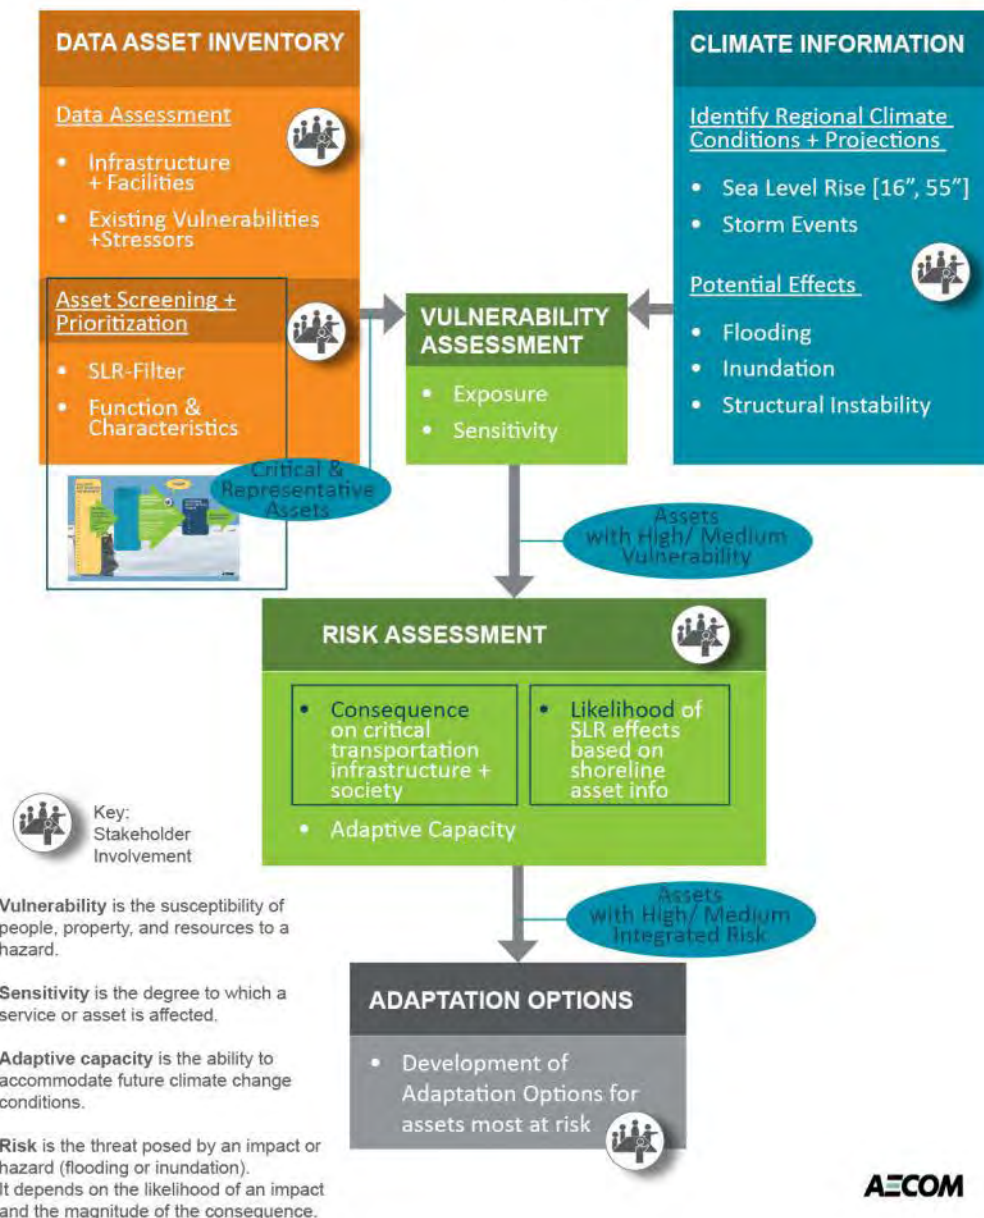 DATA ASSET INVENTORY
Data Assessment
• Infrastructure
+ Facilities
• Existing Vulnerabilities
+Stressors
Asset Screening +
Prioritization
• SLR-Filter
• Function &
Characteristics
Critical &
Representative
Assets
AECOM
CLIMATE INFORMATION
Identify Regional Climate
Conditions + Projections
• Sea Level Rise [16”, 55”]
• Storm Events
Potential Effects
• Flooding
• Inundation
• Structural Instability
VULNERABILITY
ASSESSMENT
• Exposure
• Sensitivity
Assets
with High/ Medium
Vulnerability
RISK ASSESSMENT
• Consequence
on critical
transportation
infrastructure +
society
• Likelihood of
SLR effects
based on
shoreline
asset info
• Adaptive Capacity
Assets
with High/ Medium
Integrated Risk
ADAPTATION OPTIONS
• Development of
Adaptation Options for
assets most at risk
Key:
Stakeholder
Involvement
Vulnerability is the susceptibility of
people, property, and resources to a
hazard.
Sensitivity is the degree to which a
service or asset is affected.
Adaptive capacity is the ability to
accommodate future climate change
conditions.
Risk is the threat posed by an impact or
hazard (flooding or inundation).
It depends on the likelihood of an impact
and the magnitude of the consequence.
AECOM